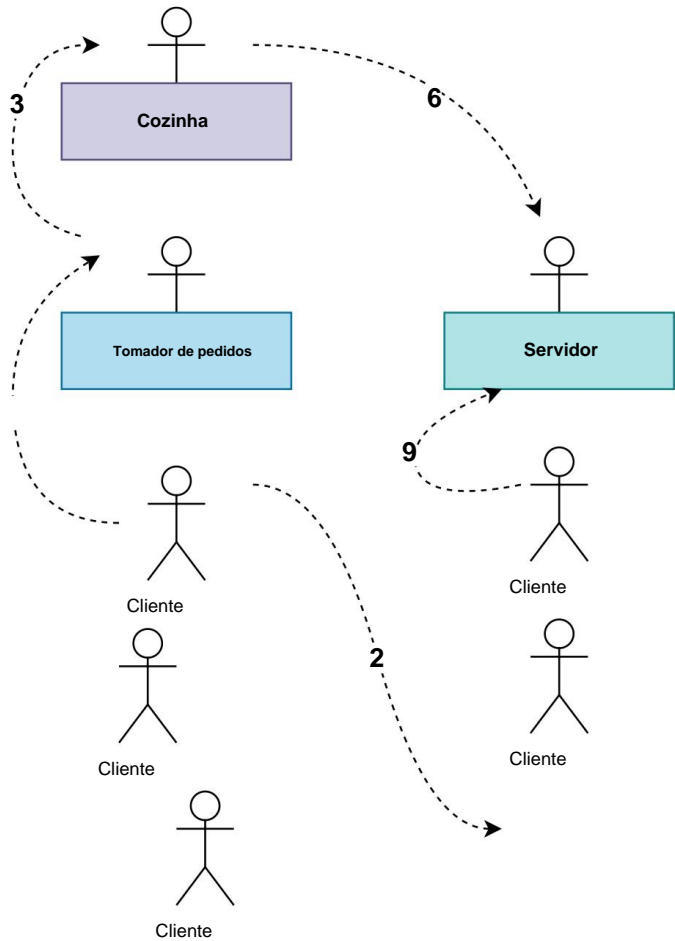 3
Cozinha
6
Tomador de pedidos
Servidor
9
Cliente
Cliente
2
Cliente
Cliente
Cliente